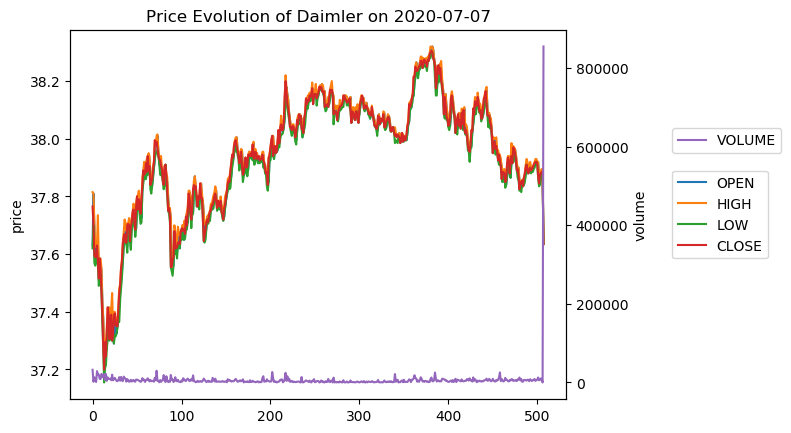 Price Evolution of Daimler on 2020-07-07
price
38.2
38.0
37.8
37.6
37.4
37.2
0
100
200
300
400
500
800000
600000
400000
200000
0
volume
VOLUME
OPEN
HIGH
LOW
CLOSE